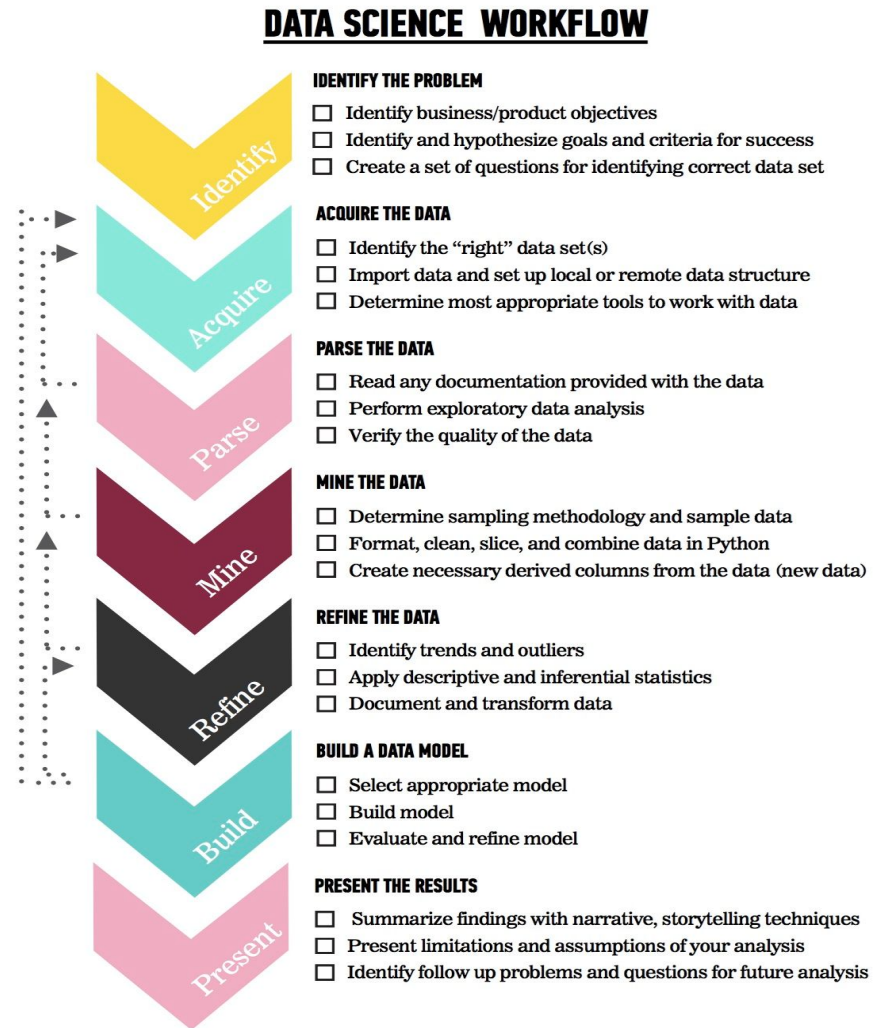 DATA SCIENCE WORKFLOW
Identify
IDENTIFY THE PROBLEM
Identify business/product objectives
Identify and hypothesize goals and criteria for success
Create a set of questions for identifying correct data set
Acquire
ACQUIRE THE DATA
Identify the “right” data set(s)
Import data and set up local or remote data structure
Determine most appropriate tools to work with data
Parse
PARSE THE DATA
Read any documentation provided with the data
Perform exploratory data analysis
Verify the quality of the data
Mine
MINE THE DATA
Determine sampling methodology and sample data
Format, clean, slice, and combine data in Python
Create necessary derived columns from the data (new data)
Refine
REFINE THE DATA
Identify trends and outliers
Apply descriptive and inferential statistics
Document and transform data
Build
BUILD A DATA MODEL
Select appropriate model
Build model
Evaluate and refine model
Present
PRESENT THE RESULTS
Summarize findings with narrative, storytelling techniques
Present limitations and assumptions of your analysis
Identify follow up problems and questions for future analysis